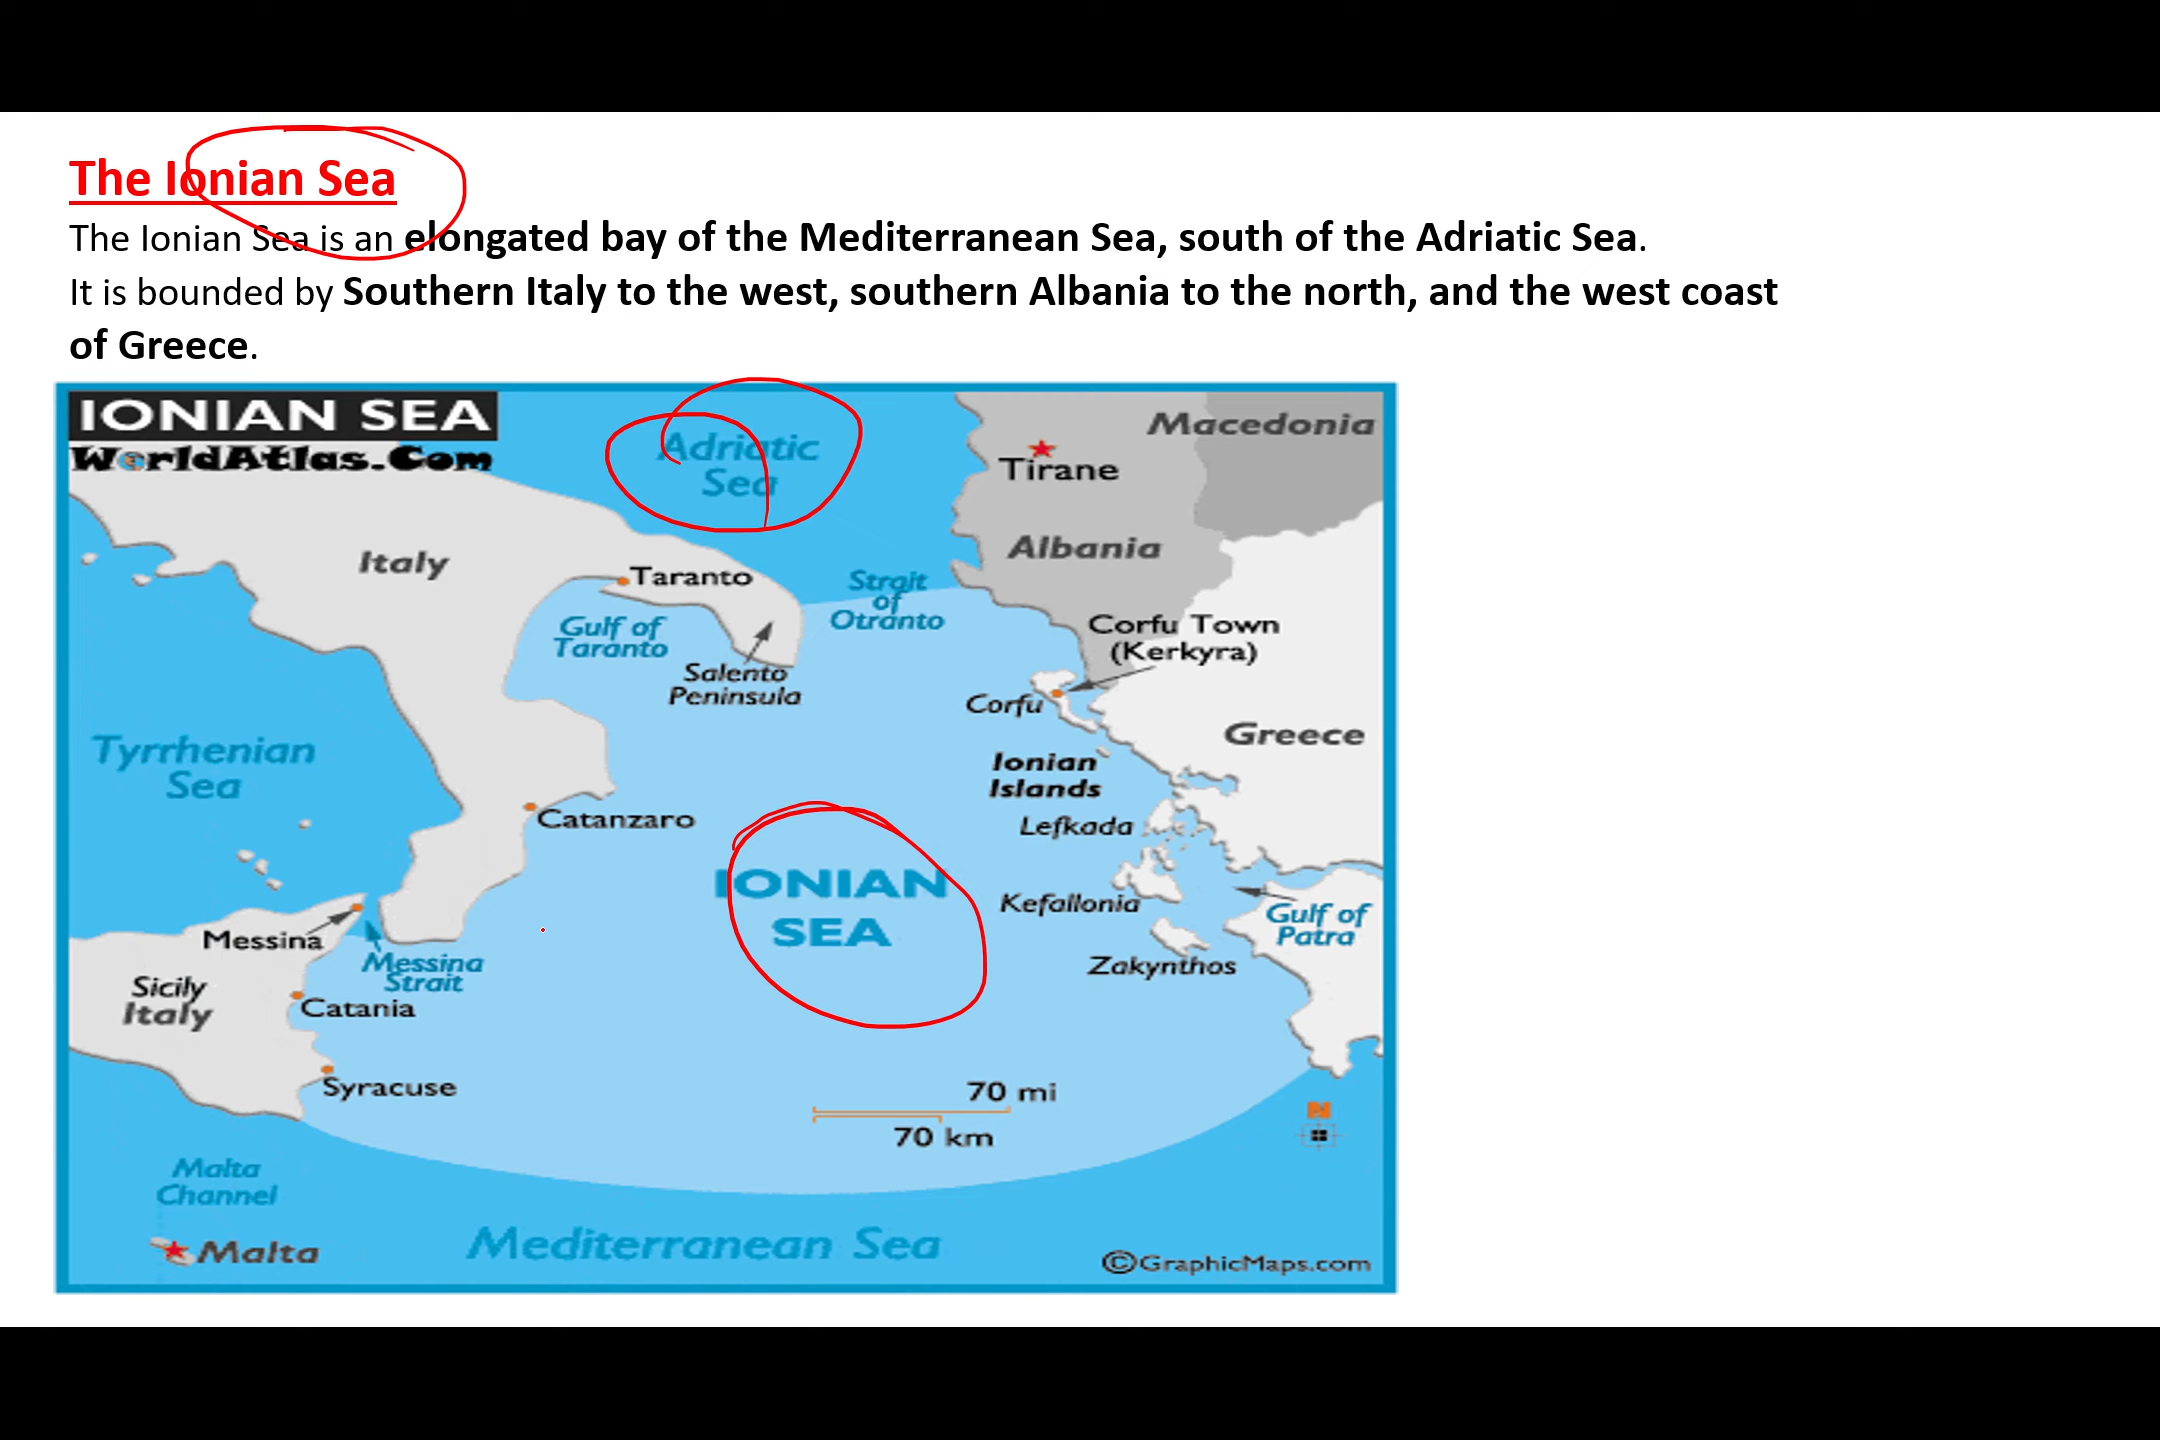 The Ionian Sea
The Ionian Sea is an elongated bay of the Mediterranean Sea, south of the Adriatic Sea.
It is bounded by Southern Italy to the west, southern Albania to the north, and the west coast
of Greece.
IONIAN SEA
WorldAtlas.Com
Adriatic
Sea
Macedonia
Tirane
Albania
Italy
Taranto
Strait
of
Otranto
Gulf of
Taranto
Corfu Town
(Kerkyra)
Salento
Peninsula
Corfu
Greece
Tyrrhenian
Sea
Ionian
Islands
Catanzaro
Lefkada
IONIAN
SEA
Kefallonia
Gulf of
Patra
Messina
Messina
Strait
Zakynthos
Sicily
Italy
Catania
Syracuse
70 mi
70 km
N
Malta
Channel
Malta
Mediterranean Sea
©GraphicMaps.com